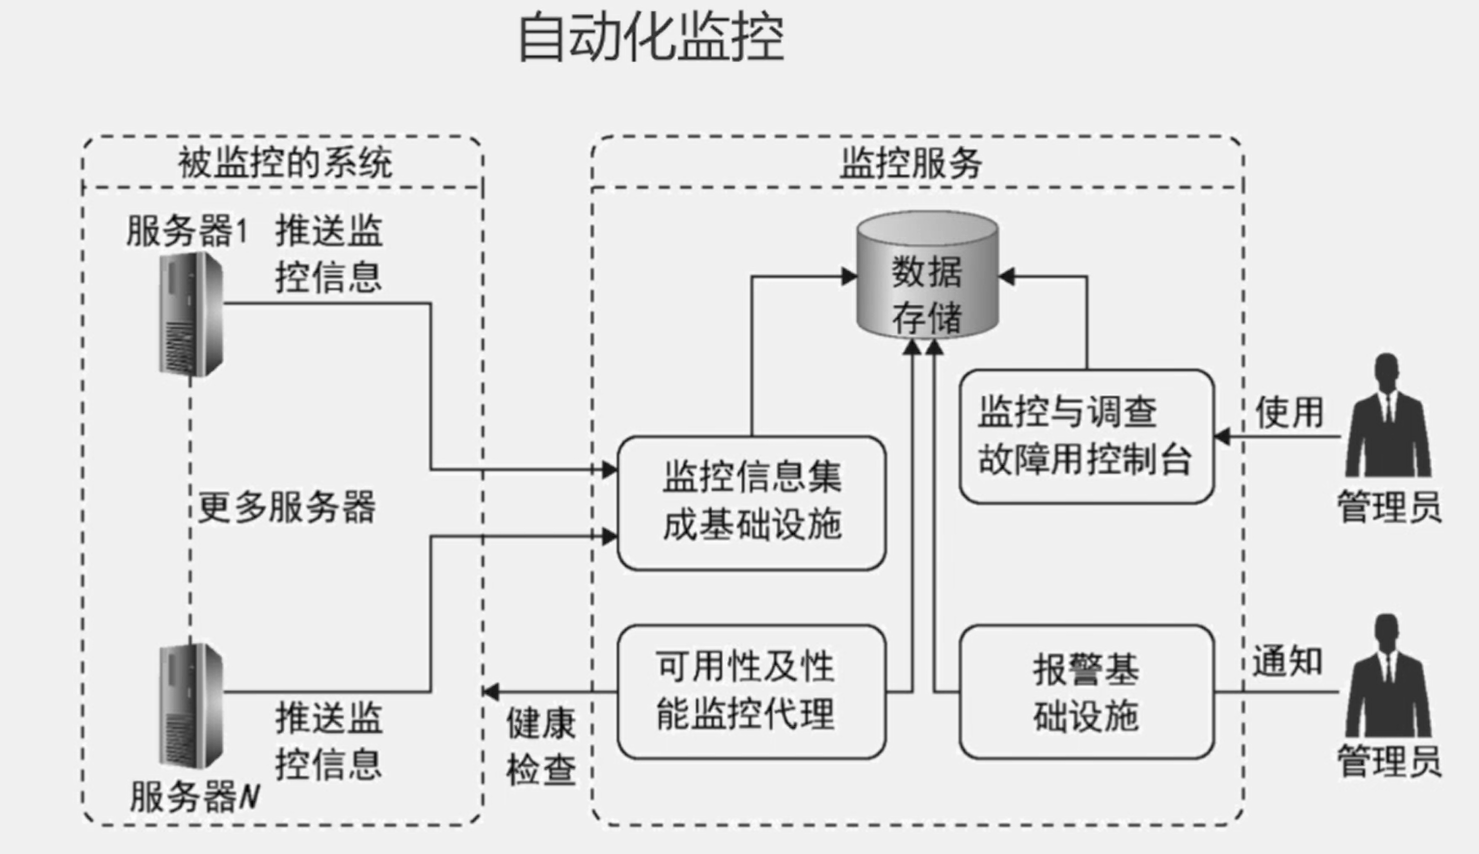 自动化监控
被监控的系统
服务器1
推送监
控信息
更多服务器
推送监
控信息
服务器N
健康
检查
监控服务
数据
存储
监控信息集
成基础设施
监控与调查
故障用控制台
可用性及性
能监控代理
报警基
础设施
使用
管理员
通知
管理员